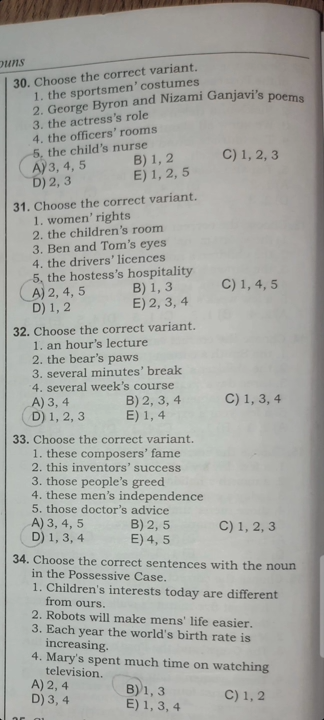 ouns
30. Choose the correct variant.
1. the sportsmen' costumes
2. George Byron and Nizami Ganjavi's poems
3. the actress's role
4. the officers' rooms
5. the child's nurse
A) 3, 4, 5 B) 1, 2 C) 1, 2, 3
D) 2, 3 E) 1, 2, 5
31. Choose the correct variant.
1. women' rights
2. the children's room
3. Ben and Tom's eyes
4. the drivers' licences
5. the hostess's hospitality
A) 2, 4, 5 B) 1, 3 C) 1, 4, 5
D) 1, 2 E) 2, 3, 4
32. Choose the correct variant.
1. an hour's lecture
2. the bear's paws
3. several minutes' break
4. several week's course
A) 3, 4 B) 2, 3, 4 C) 1, 3, 4
D) 1, 2, 3 E) 1, 4
33. Choose the correct variant.
1. these composers' fame
2. this inventors' success
3. those people's greed
4. these men's independence
5. those doctor's advice
A) 3, 4, 5 B) 2, 5 C) 1, 2, 3
D) 1, 3, 4 E) 4, 5
34. Choose the correct sentences with the noun
in the Possessive Case.
1. Children's interests today are different
from ours.
2. Robots will make mens' life easier.
3. Each year the world's birth rate is
increasing.
4. Mary's spent much time on watching
television.
A) 2, 4 B) 1, 3 C) 1, 2
D) 3, 4 E) 1, 3, 4